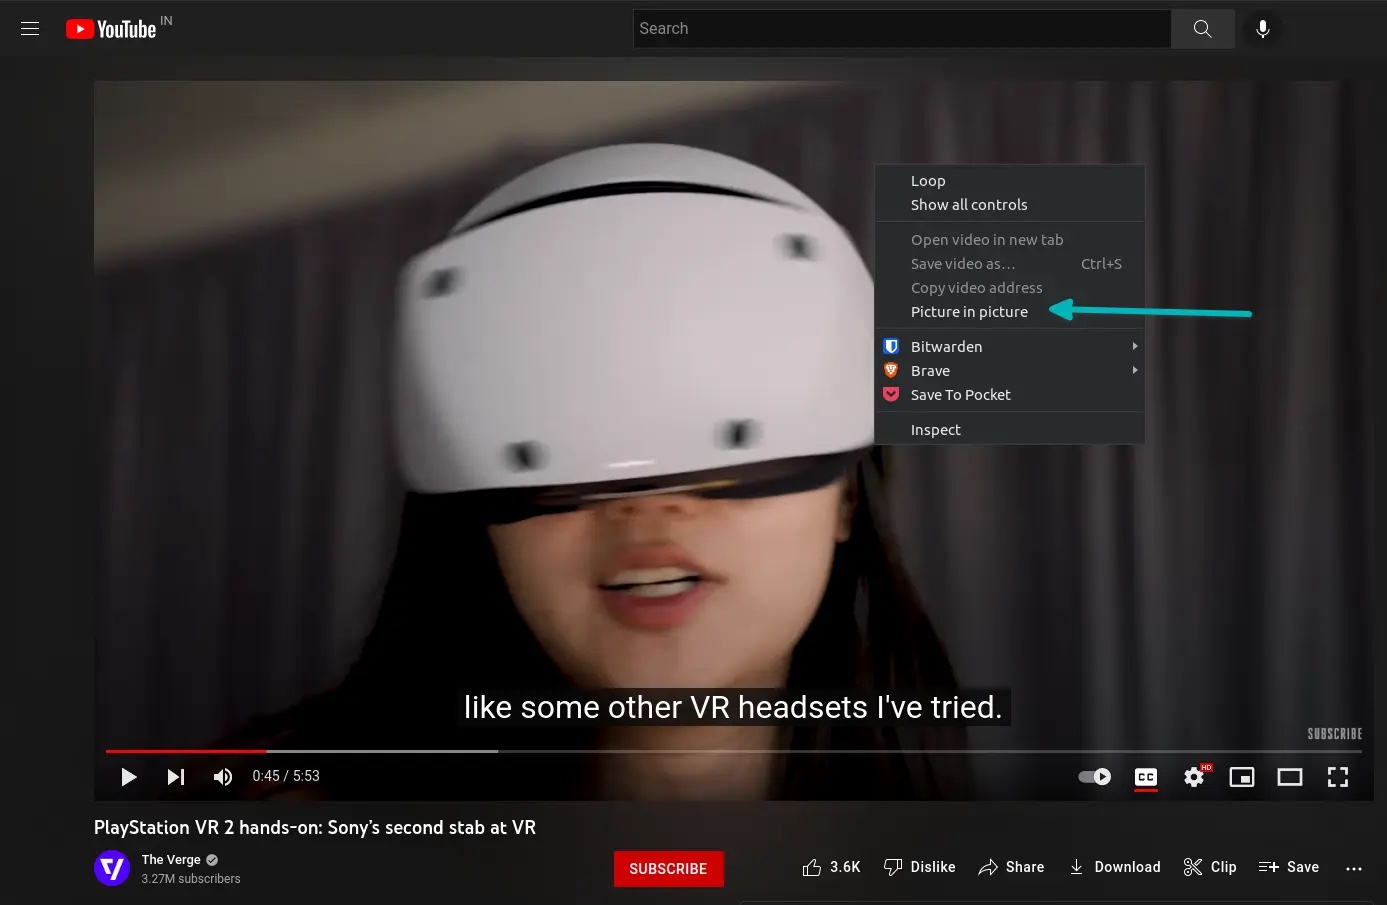 YouTube IN
Search
Loop
Show all controls
Open video in new tab
Save video as… Ctrl+S
Copy video address
Picture in picture
Bitwarden
Brave
Save To Pocket
Inspect
like some other VR headsets I've tried.
SUBSCRIBE
0:45 / 5:53
CC
HD
PlayStation VR 2 hands-on: Sony's second stab at VR
The Verge
3.27M subscribers
SUBSCRIBE
3.6K Dislike Share Download Clip Save